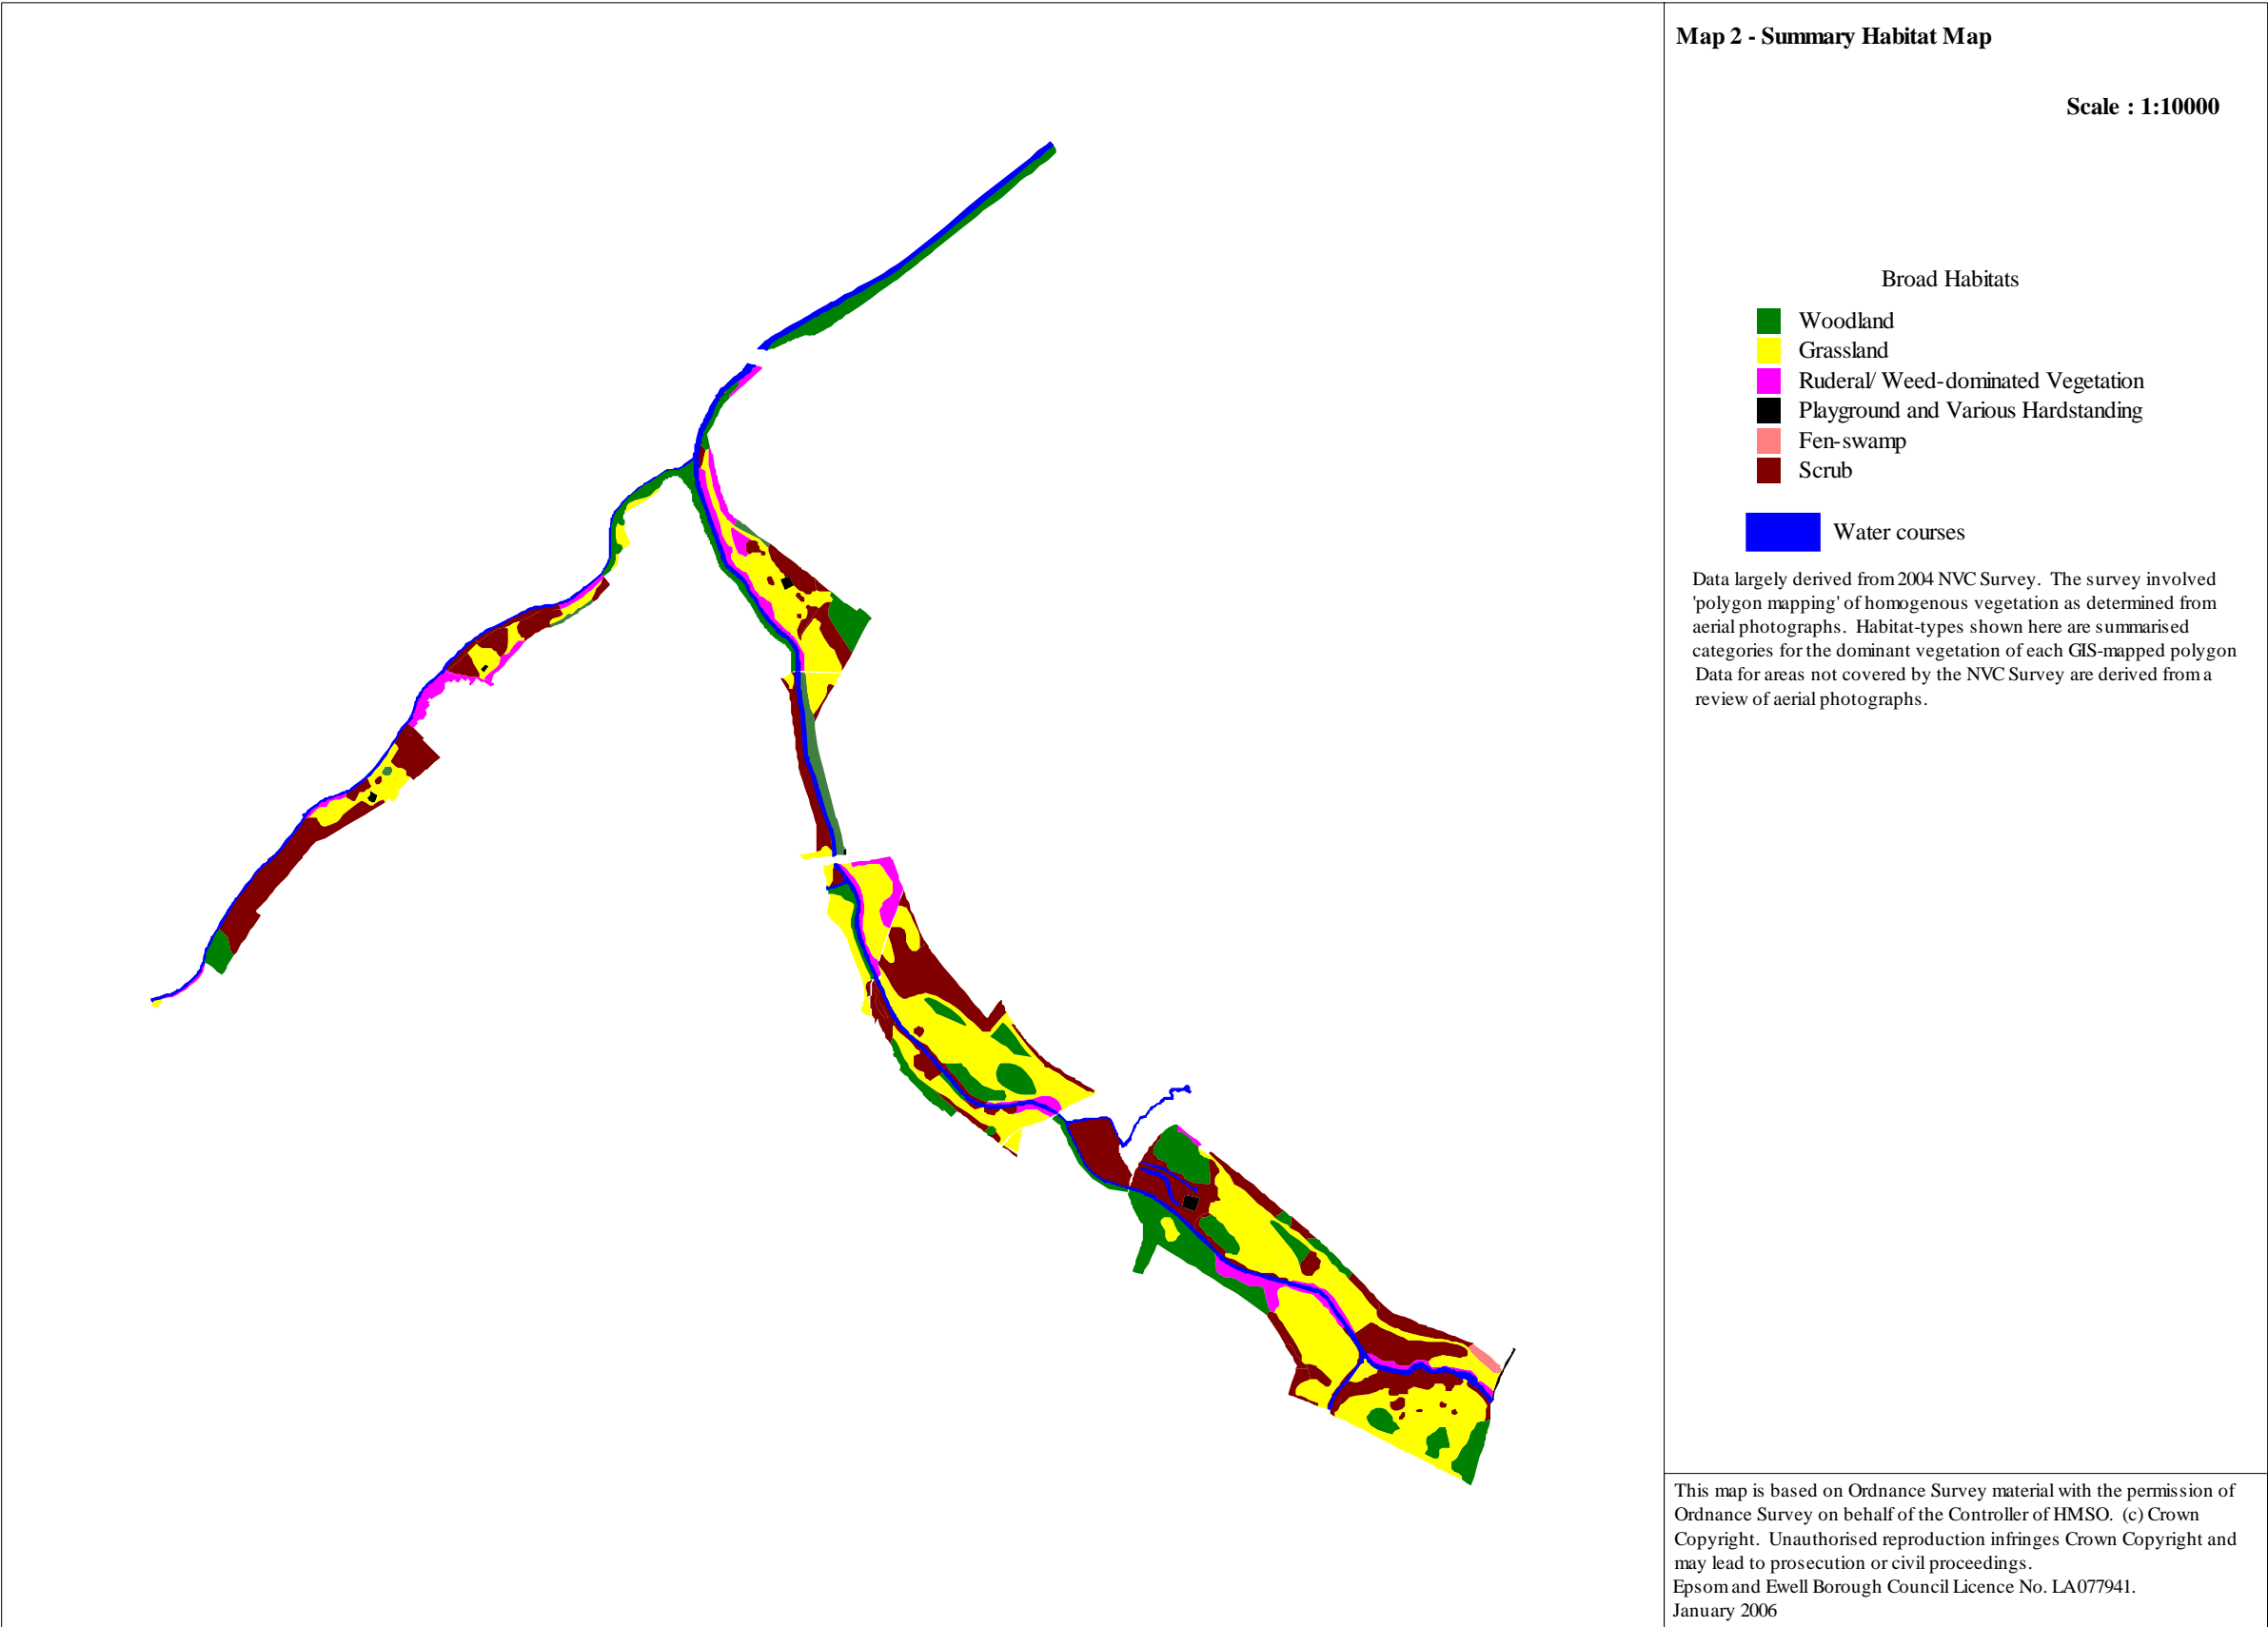 Map 2 - Summary Habitat Map
Scale : 1:10000
Broad Habitats
Woodland
Grassland
Ruderal/ Weed-dominated Vegetation
Playground and Various Hardstanding
Fen-swamp
Scrub
Water courses
Data largely derived from 2004 NVC Survey. The survey involved
'polygon mapping' of homogenous vegetation as determined from
aerial photographs. Habitat-types shown here are summarised
categories for the dominant vegetation of each GIS-mapped polygon
Data for areas not covered by the NVC Survey are derived from a
review of aerial photographs.
This map is based on Ordnance Survey material with the permission of
Ordnance Survey on behalf of the Controller of HMSO. (c) Crown
Copyright. Unauthorised reproduction infringes Crown Copyright and
may lead to prosecution or civil proceedings.
Epsom and Ewell Borough Council Licence No. LA077941.
January 2006